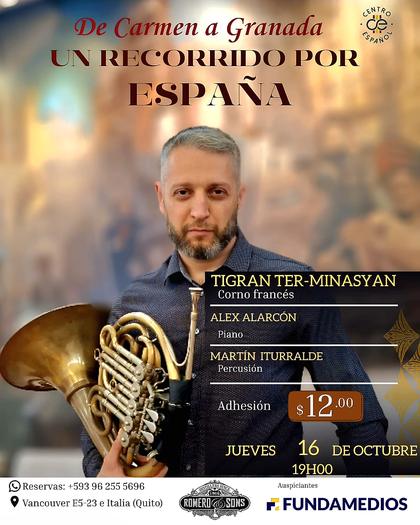 De Carmen a Granada
UN RECORRIDO POR
ESPAÑA
CENTRO
ce
ESPAÑOL
TIGRAN TER-MINASYAN
Corno francés
ALEX ALARCÓN
Piano
MARTÍN ITURRALDE
Percusión
Adhesión $12.00
JUEVES 16 DE OCTUBRE
19H00
Reservas: +593 96 255 5696
Vancouver E5-23 e Italia (Quito)
ROMERO & SONS
Auspiciantes
FUNDAMEDIOS